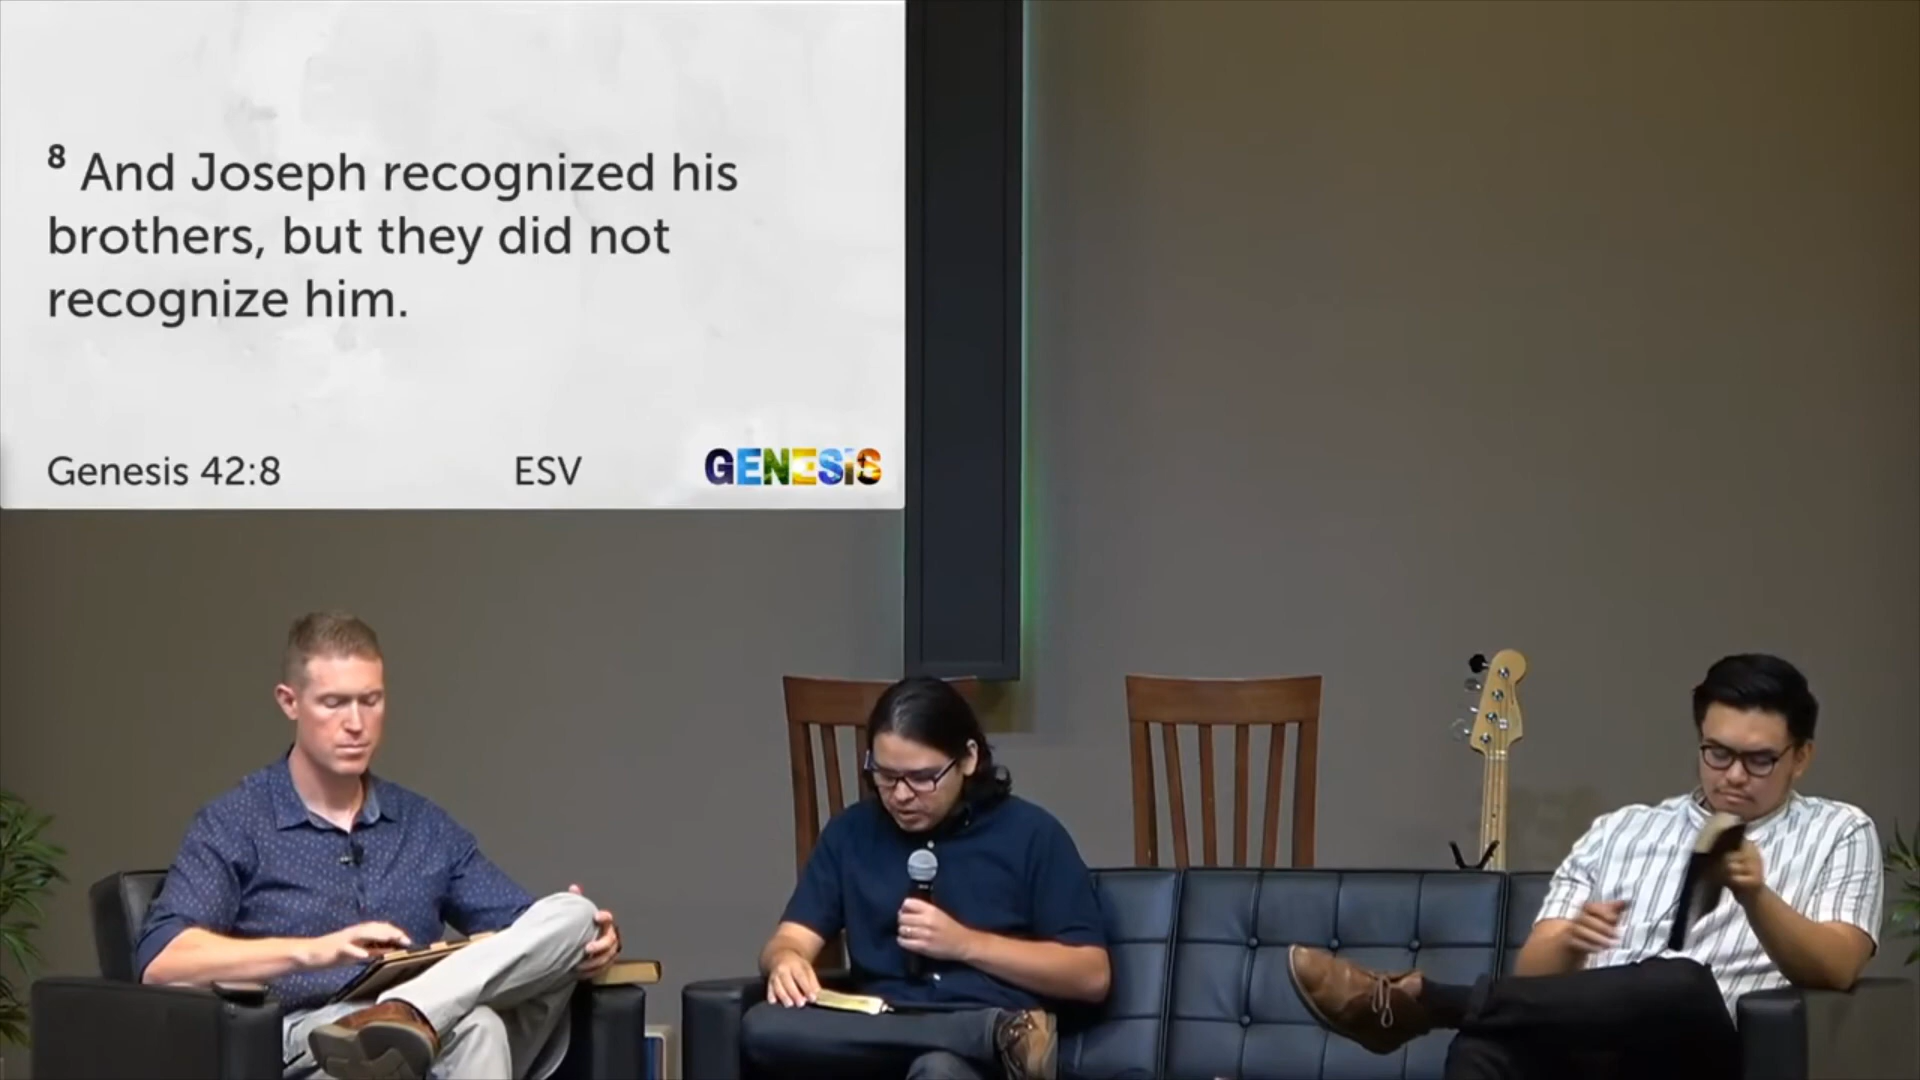 8 And Joseph recognized his
brothers, but they did not
recognize him.
Genesis 42:8 ESV GENESIS